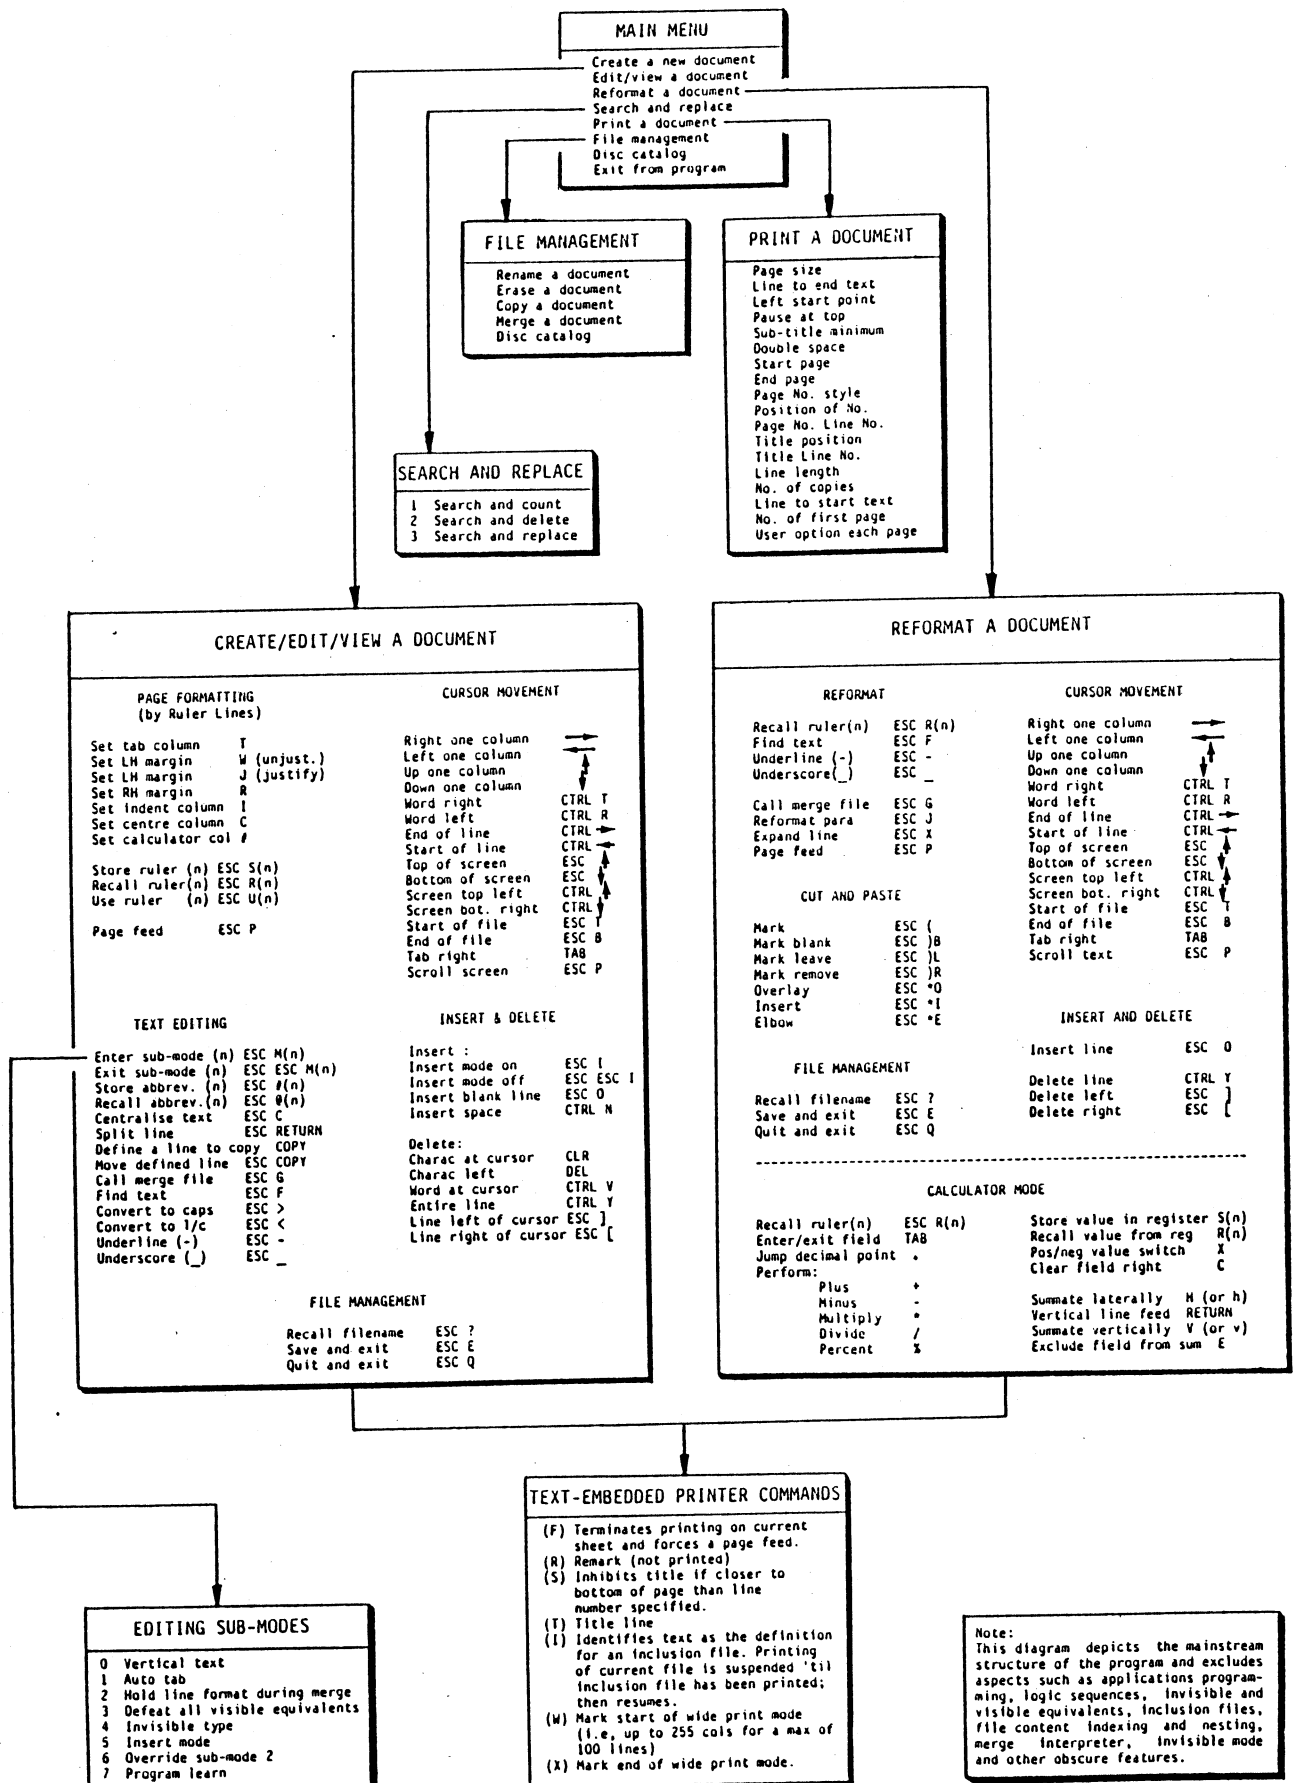 MAIN MENU
Create a new document
Edit/view a document
Reformat a document
Search and replace
Print a document
File management
Disc catalog
Exit from program
FILE MANAGEMENT
Rename a document
Erase a document
Copy a document
Merge a document
Disc catalog
PRINT A DOCUMENT
Page size
Line to end text
Left start point
Pause at top
Sub-title minimum
Double space
Start page
End page
Page No. style
Position of No.
Page No. Line No.
Title position
Title Line No.
Line length
No. of copies
Line to start text
No. of first page
User option each page
SEARCH AND REPLACE
1 Search and count
2 Search and delete
3 Search and replace
CREATE/EDIT/VIEW A DOCUMENT
PAGE FORMATTING
(by Ruler Lines)
Set tab column T
Set LH margin W (unjust.)
Set LH margin J (justify)
Set RH margin R
Set indent column I
Set centre column C
Set calculator col #
Store ruler (n) ESC S(n)
Recall ruler(n) ESC R(n)
Use ruler (n) ESC U(n)
Page feed ESC P
CURSOR MOVEMENT
Right one column →
Left one column ←
Up one column ↑
Down one column ↓
Word right CTRL T
Word left CTRL R
End of line CTRL →
Start of line CTRL ←
Top of screen ESC ↑
Bottom of screen ESC ↓
Screen top left CTRL ↑
Screen bot. right CTRL ↓
Start of file ESC T
End of file ESC B
Tab right TAB
Scroll screen ESC P
TEXT EDITING
Enter sub-mode (n) ESC M(n)
Exit sub-mode (n) ESC ESC M(n)
Store abbrev. (n) ESC #(n)
Recall abbrev.(n) ESC @(n)
Centralise text ESC C
Split line ESC RETURN
Define a line to copy COPY
Move defined line ESC COPY
Call merge file ESC G
Find text ESC F
Convert to caps ESC >
Convert to l/c ESC <
Underline (-) ESC -
Underscore (_) ESC _
INSERT & DELETE
Insert :
Insert mode on ESC I
Insert mode off ESC ESC I
Insert blank line ESC O
Insert space CTRL N
Delete:
Charac at cursor CLR
Charac left DEL
Word at cursor CTRL V
Entire line CTRL Y
Line left of cursor ESC ]
Line right of cursor ESC [
FILE MANAGEMENT
Recall filename ESC ?
Save and exit ESC E
Quit and exit ESC Q
REFORMAT A DOCUMENT
REFORMAT
Recall ruler(n) ESC R(n)
Find text ESC F
Underline (-) ESC -
Underscore(_) ESC _
Call merge file ESC G
Reformat para ESC J
Expand line ESC X
Page feed ESC P
CUT AND PASTE
Mark ESC (
Mark blank ESC )B
Mark leave ESC )L
Mark remove ESC )R
Overlay ESC *O
Insert ESC *I
Elbow ESC *E
FILE MANAGEMENT
Recall filename ESC ?
Save and exit ESC E
Quit and exit ESC Q
CURSOR MOVEMENT
Right one column →
Left one column ←
Up one column ↑
Down one column ↓
Word right CTRL T
Word left CTRL R
End of line CTRL →
Start of line CTRL ←
Top of screen ESC ↑
Bottom of screen ESC ↓
Screen top left CTRL ↑
Screen bot. right CTRL ↓
Start of file ESC T
End of file ESC B
Tab right TAB
Scroll text ESC P
INSERT AND DELETE
Insert line ESC O
Delete line CTRL Y
Delete left ESC ]
Delete right ESC [
CALCULATOR MODE
Recall ruler(n) ESC R(n)
Enter/exit field TAB
Jump decimal point .
Perform:
Plus +
Minus -
Multiply *
Divide /
Percent %
Store value in register S(n)
Recall value from reg R(n)
Pos/neg value switch X
Clear field right C
Summate laterally H (or h)
Vertical line feed RETURN
Summate vertically V (or v)
Exclude field from sum E
TEXT-EMBEDDED PRINTER COMMANDS
(F) Terminates printing on current
sheet and forces a page feed.
(R) Remark (not printed)
(S) Inhibits title if closer to
bottom of page than line
number specified.
(T) Title line
(I) Identifies text as the definition
for an inclusion file. Printing
of current file is suspended 'til
inclusion file has been printed;
then resumes.
(W) Mark start of wide print mode
(i.e, up to 255 cols for a max of
100 lines)
(X) Mark end of wide print mode.
EDITING SUB-MODES
0 Vertical text
1 Auto tab
2 Hold line format during merge
3 Defeat all visible equivalents
4 Invisible type
5 Insert mode
6 Override sub-mode 2
7 Program learn
Note:
This diagram depicts the mainstream
structure of the program and excludes
aspects such as applications program-
ming, logic sequences, invisible and
visible equivalents, inclusion files,
file content indexing and nesting,
merge interpreter, invisible mode
and other obscure features.